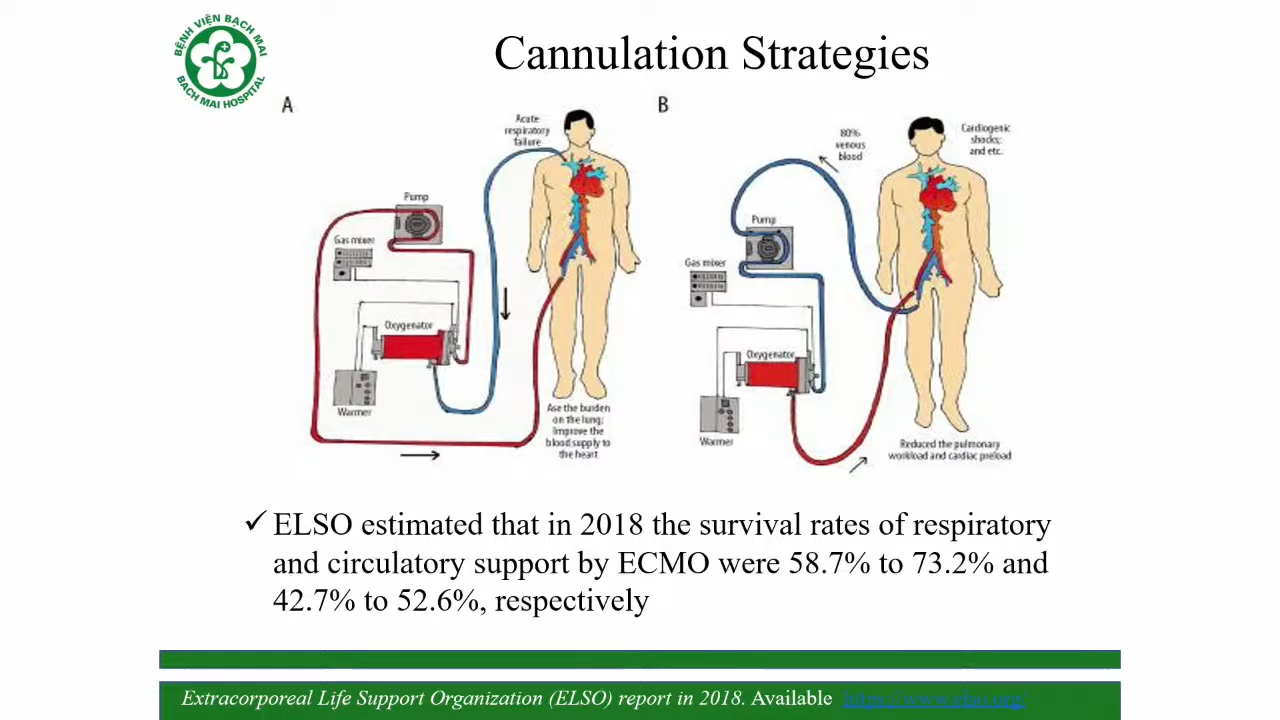 BỆNH VIỆN BẠCH MAI
BACH MAI HOSPITAL
Cannulation Strategies
A
Acute
respiratory
failure
Pump
Gas mixer
Oxygenator
Warmer
Ase the burden
on the lung;
Improve the
blood supply to
the heart
B
80%
venous
blood
Cardiogenic
shocks;
and etc.
Pump
Gas mixer
Oxygenator
Warmer
Reduced the pulmonary
workload and cardiac preload
✓ ELSO estimated that in 2018 the survival rates of respiratory
and circulatory support by ECMO were 58.7% to 73.2% and
42.7% to 52.6%, respectively
Extracorporeal Life Support Organization (ELSO) report in 2018. Available https://www.elso.org/